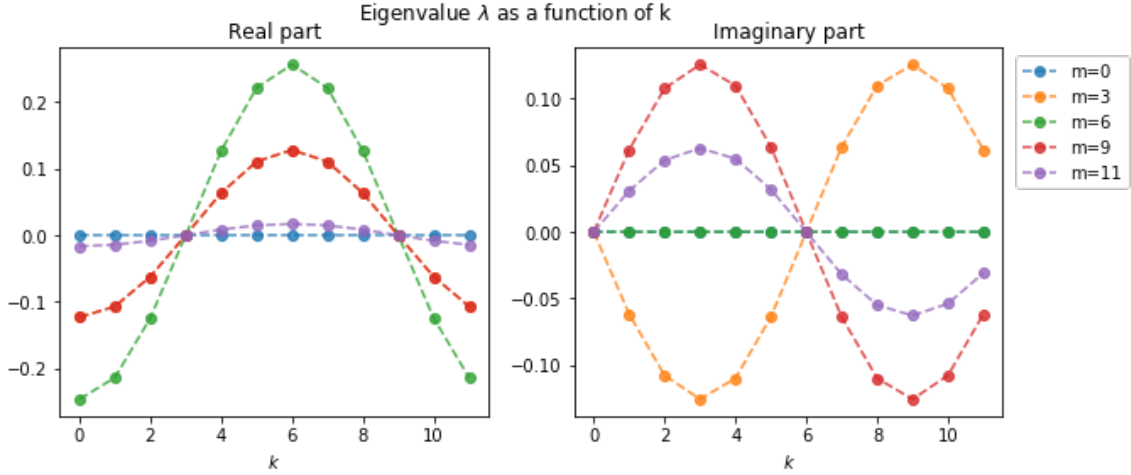 Eigenvalue λ as a function of k
Real part
0.2
0.1
0.0
−0.1
−0.2
0 2 4 6 8 10
k
Imaginary part
0.10
0.05
0.00
−0.05
−0.10
0 2 4 6 8 10
k
m=0
m=3
m=6
m=9
m=11